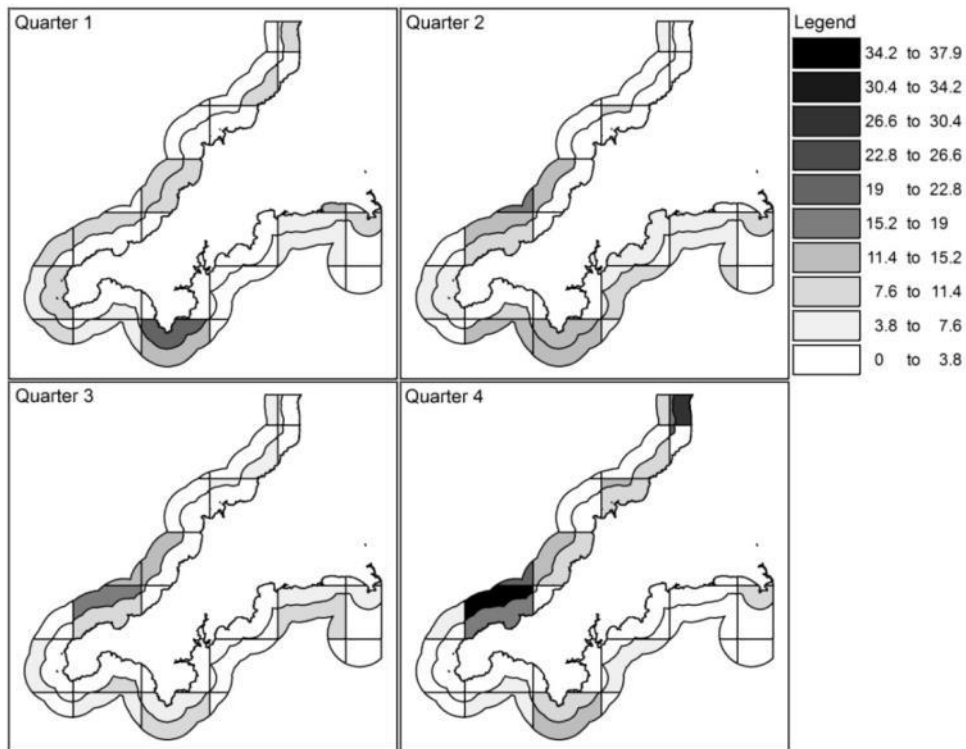 Quarter 1
Quarter 2
Legend
34.2 to 37.9
30.4 to 34.2
26.6 to 30.4
22.8 to 26.6
19 to 22.8
15.2 to 19
11.4 to 15.2
7.6 to 11.4
3.8 to 7.6
0 to 3.8
Quarter 3
Quarter 4